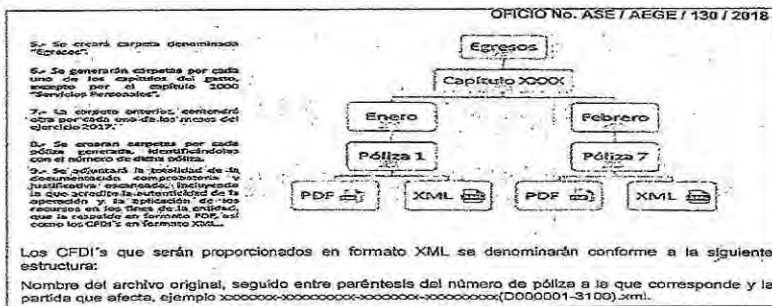 OFICIO No. ASE / AEGE / 130 / 2018
5.- Se creará carpeta denominada
"Egresos".
6.- Se generarán carpetas por cada
uno de los capítulos del gasto,
excepto por el capítulo 1000
"Servicios Personales".
7.- La carpeta anterior, contendrá
otra por cada uno de los meses del
ejercicio 2017.
8.- Se crearan carpetas por cada
póliza generada, identificándolas
con el número de dicha póliza.
9.- Se adjuntará la totalidad de la
documentación comprobatoria y
justificativa escaneada, incluyendo
la que acredite la autenticidad de la
operación y la aplicación de los
recursos en los fines de la entidad,
que la respalde en formato PDF, así
como los CFDI's en formato XML.
Egresos
Capítulo XXXX
Enero Febrero
Póliza 1 Póliza 7
PDF XML PDF XML
Los CFDI's que serán proporcionados en formato XML se denominarán conforme a la siguiente
estructura:
Nombre del archivo original, seguido entre paréntesis del número de póliza a la que corresponde y la
partida que afecta, ejemplo (D000001-3100).xml.